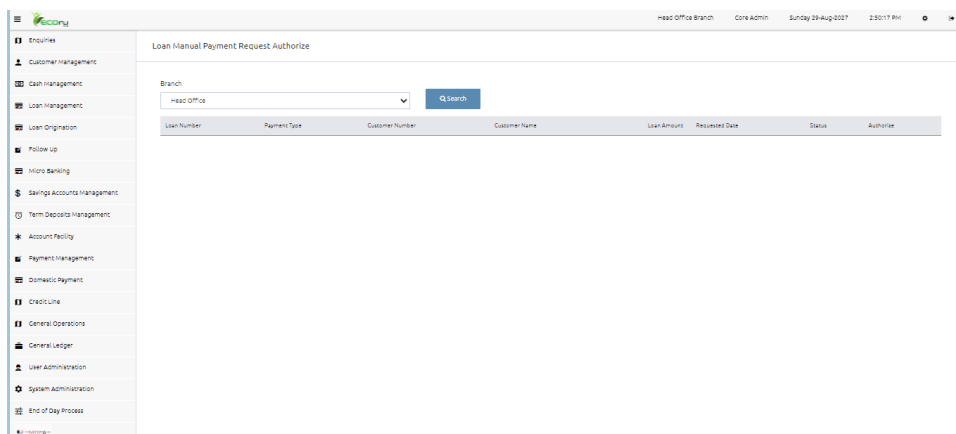 ecory
Head Office Branch Core Admin Sunday 29-Aug-2027 2:50:17 PM
Enquiries
Customer Management
Cash Management
Loan Management
Loan Origination
Follow Up
Micro Banking
Savings Accounts Management
Term Deposits Management
Account Facility
Payment Management
Domestic Payment
Credit Line
General Operations
General Ledger
User Administration
System Administration
End of Day Process
Loan Manual Payment Request Authorize
Branch
Head Office
Search
Loan Number Payment Type Customer Number Customer Name Loan Amount Requested Date Status Authorise